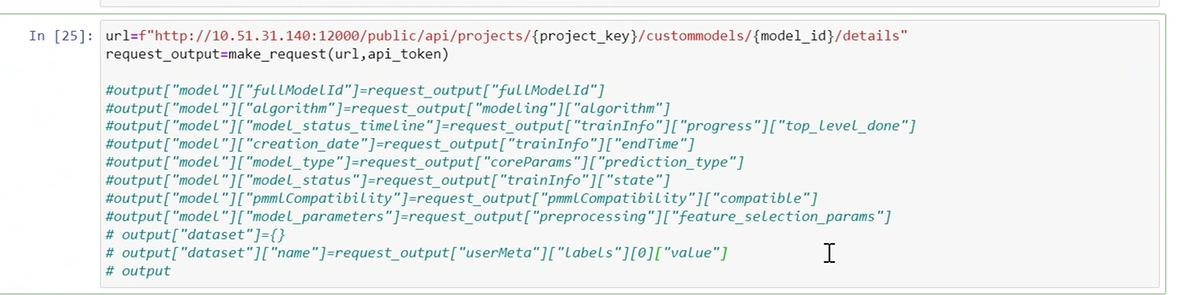 In [25]:
url=f"http://10.51.31.140:12000/public/api/projects/{project_key}/custommodels/{model_id}/details"
request_output=make_request(url,api_token)
#output["model"]["fullModelId"]=request_output["fullModelId"]
#output["model"]["algorithm"]=request_output["modeling"]["algorithm"]
#output["model"]["model_status_timeline"]=request_output["trainInfo"]["progress"]["top_level_done"]
#output["model"]["creation_date"]=request_output["trainInfo"]["endTime"]
#output["model"]["model_type"]=request_output["coreParams"]["prediction_type"]
#output["model"]["model_status"]=request_output["trainInfo"]["state"]
#output["model"]["pmmlCompatibility"]=request_output["pmmlCompatibility"]["compatible"]
#output["model"]["model_parameters"]=request_output["preprocessing"]["feature_selection_params"]
# output["dataset"]={}
# output["dataset"]["name"]=request_output["userMeta"]["labels"][0]["value"]
# output